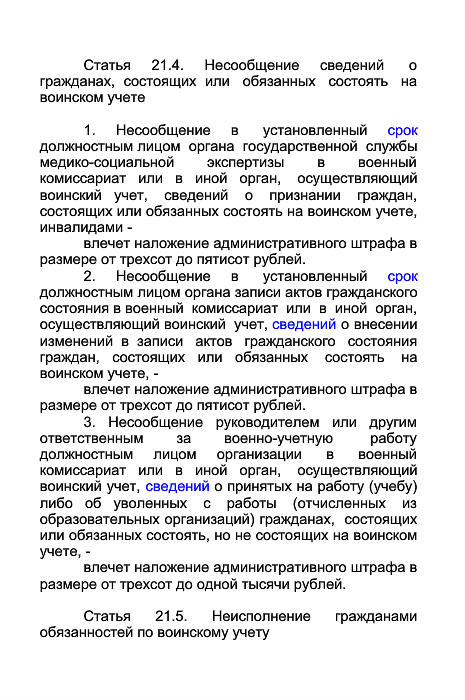 Статья 21.4. Несообщение сведений о
гражданах, состоящих или обязанных состоять на
воинском учете
1. Несообщение в установленный срок
должностным лицом органа государственной службы
медико-социальной экспертизы в военный
комиссариат или в иной орган, осуществляющий
воинский учет, сведений о признании граждан,
состоящих или обязанных состоять на воинском учете,
инвалидами -
влечет наложение административного штрафа в
размере от трехсот до пятисот рублей.
2. Несообщение в установленный срок
должностным лицом органа записи актов гражданского
состояния в военный комиссариат или в иной орган,
осуществляющий воинский учет, сведений о внесении
изменений в записи актов гражданского состояния
граждан, состоящих или обязанных состоять на
воинском учете, -
влечет наложение административного штрафа в
размере от трехсот до пятисот рублей.
3. Несообщение руководителем или другим
ответственным за военно-учетную работу
должностным лицом организации в военный
комиссариат или в иной орган, осуществляющий
воинский учет, сведений о принятых на работу (учебу)
либо об уволенных с работы (отчисленных из
образовательных организаций) гражданах, состоящих
или обязанных состоять, но не состоящих на воинском
учете, -
влечет наложение административного штрафа в
размере от трехсот до одной тысячи рублей.
Статья 21.5. Неисполнение гражданами
обязанностей по воинскому учету